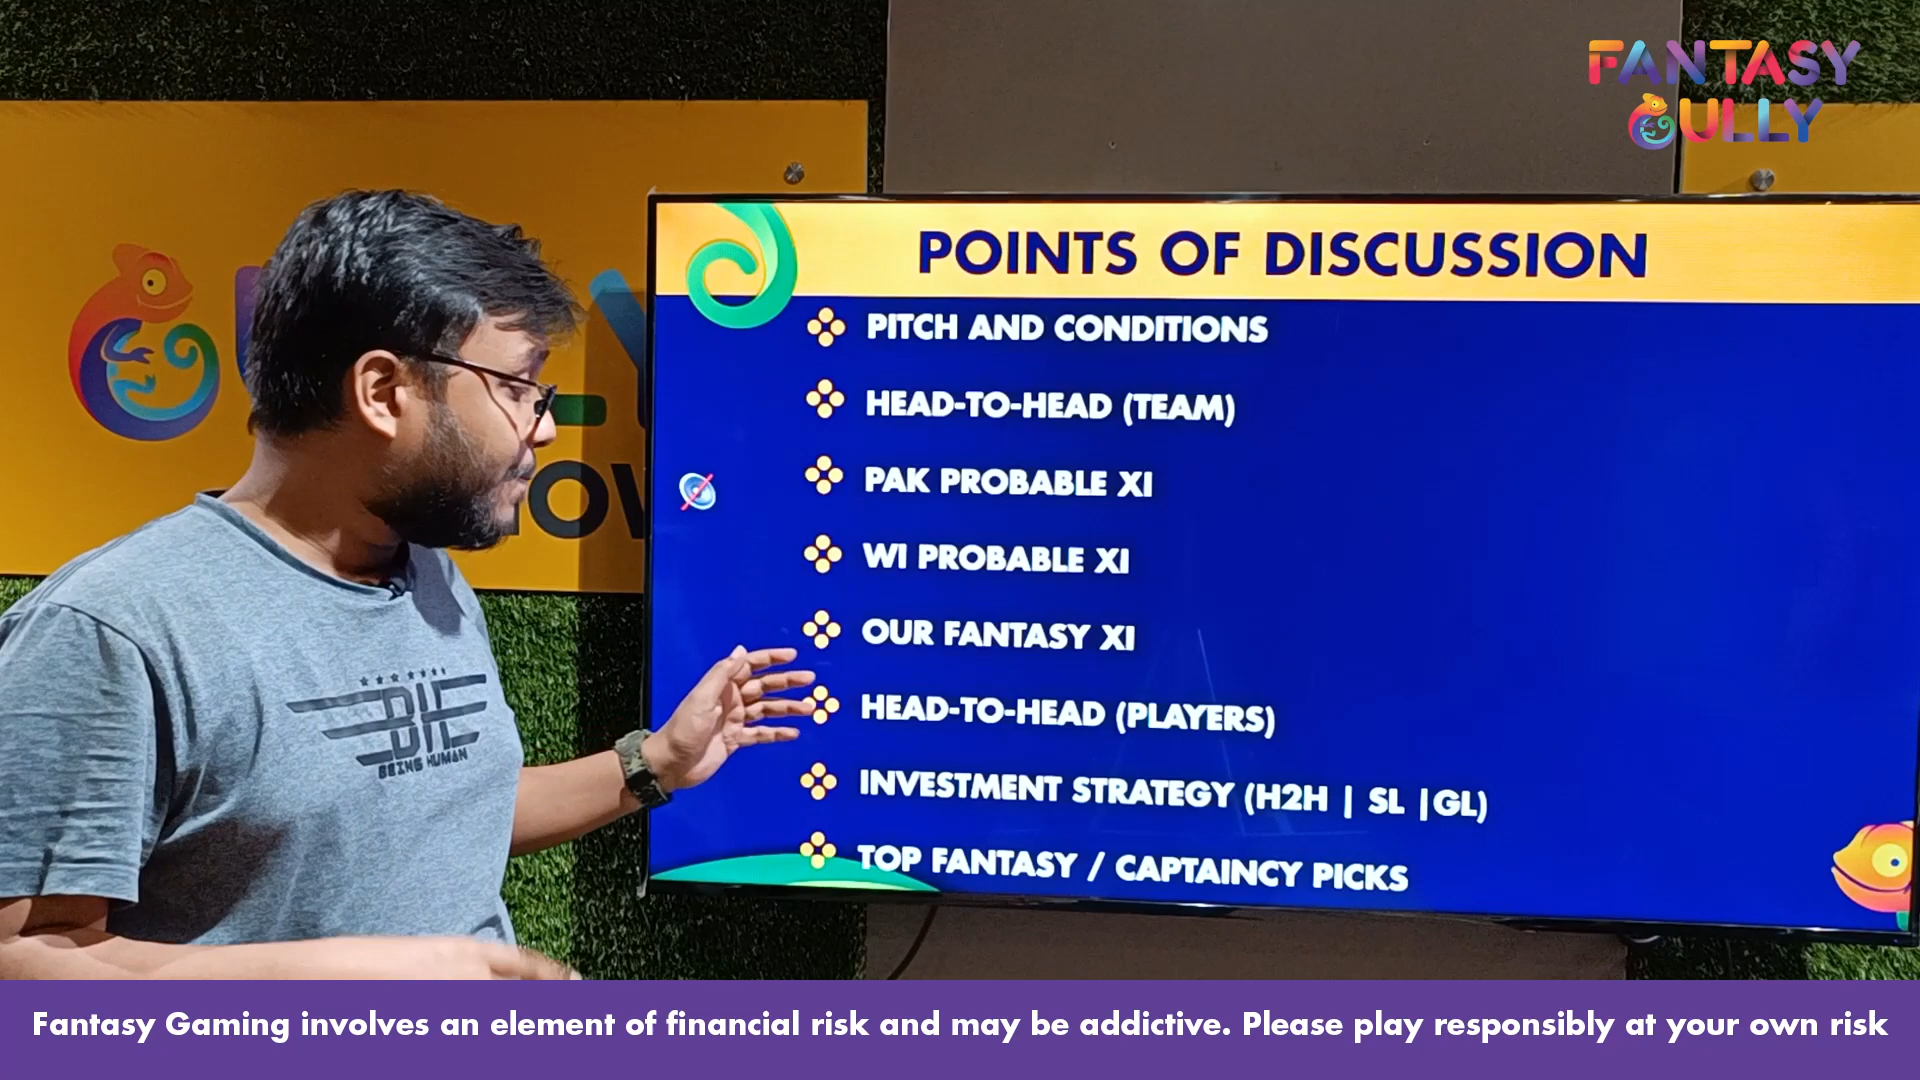 FANTASY
GULLY
POINTS OF DISCUSSION
PITCH AND CONDITIONS
HEAD-TO-HEAD (TEAM)
PAK PROBABLE XI
WI PROBABLE XI
OUR FANTASY XI
HEAD-TO-HEAD (PLAYERS)
INVESTMENT STRATEGY (H2H | SL |GL)
TOP FANTASY / CAPTAINCY PICKS
BEING HUMAN
Fantasy Gaming involves an element of financial risk and may be addictive. Please play responsibly at your own risk